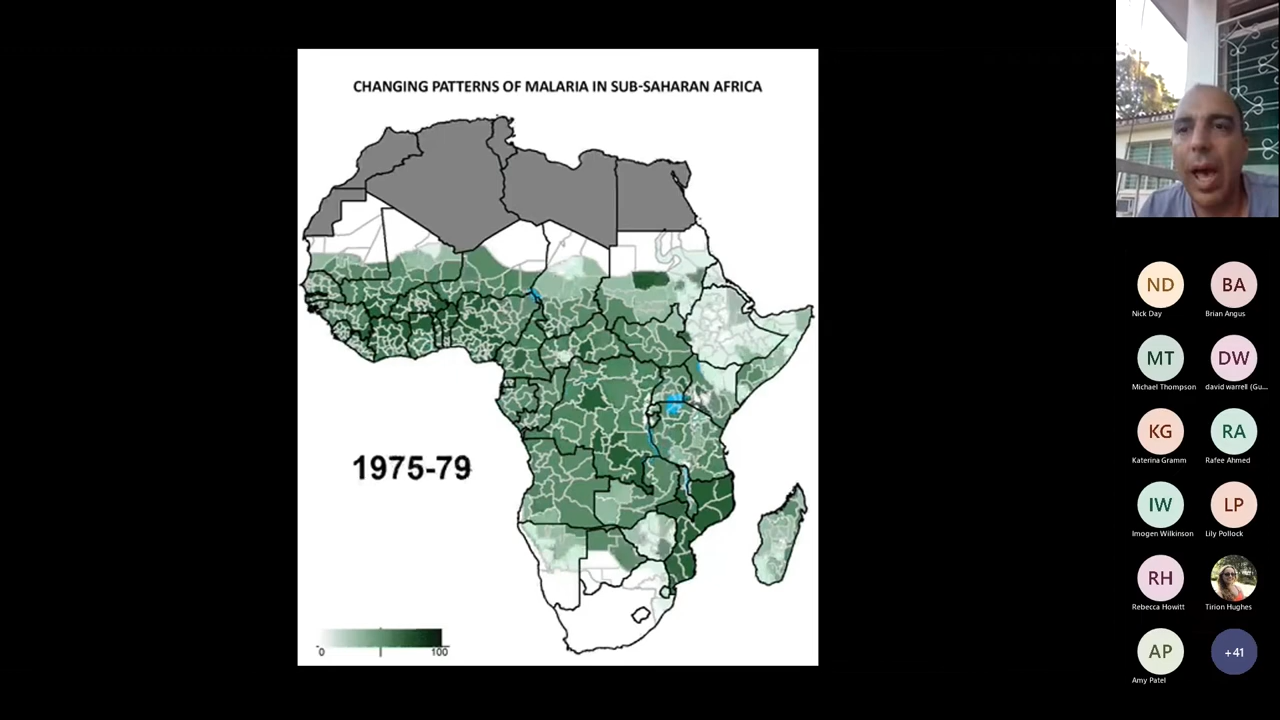 CHANGING PATTERNS OF MALARIA IN SUB-SAHARAN AFRICA
1975-79
0
100
ND
BA
Nick Day
Brian Angus
MT
DW
Michael Thompson
david warrell (Gu...
KG
RA
Katerina Gramm
Rafee Ahmed
IW
LP
Imogen Wilkinson
Lily Pollock
RH
Rebecca Howitt
Tirion Hughes
AP
+41
Amy Patel